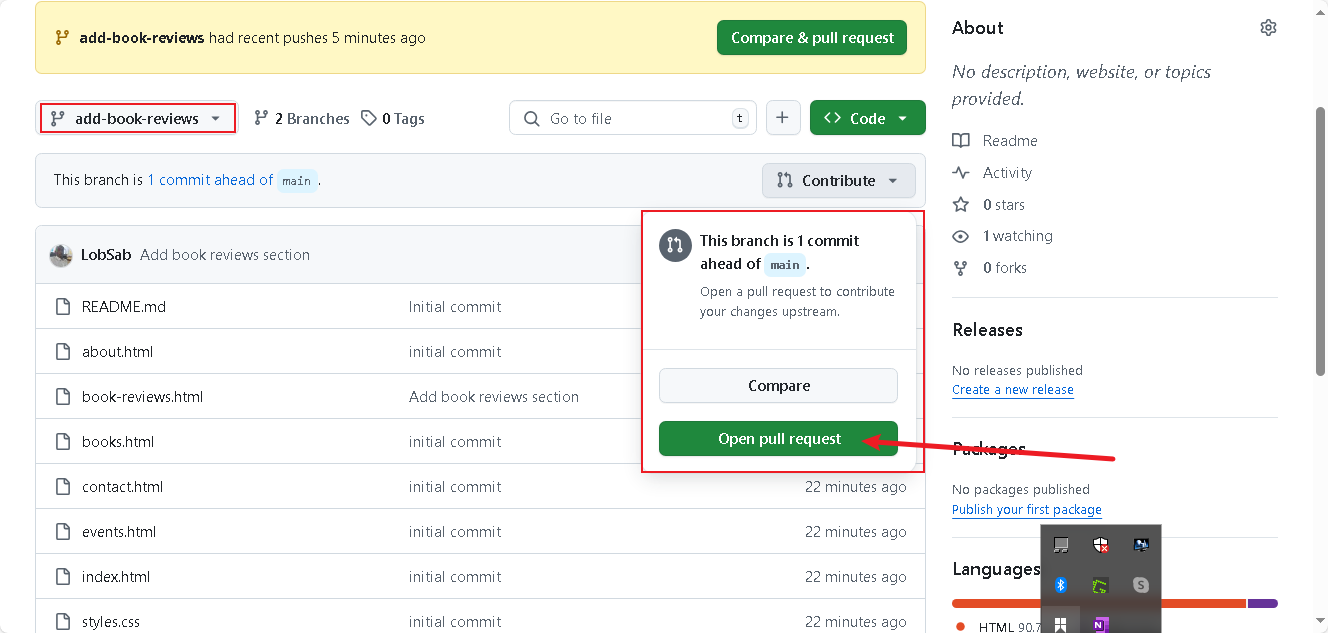 add-book-reviews had recent pushes 5 minutes ago
Compare & pull request
add-book-reviews
2 Branches
0 Tags
Go to file
t
Code
This branch is 1 commit ahead of main .
Contribute
This branch is 1 commit
ahead of main .
Open a pull request to contribute
your changes upstream.
Compare
Open pull request
LobSab Add book reviews section
README.md Initial commit
about.html initial commit
book-reviews.html Add book reviews section
books.html initial commit
contact.html initial commit 22 minutes ago
events.html initial commit 22 minutes ago
index.html initial commit 22 minutes ago
styles.css initial commit 22 minutes ago
About
No description, website, or topics
provided.
Readme
Activity
0 stars
1 watching
0 forks
Releases
No releases published
Create a new release
Packages
No packages published
Publish your first package
Languages
HTML 90.7